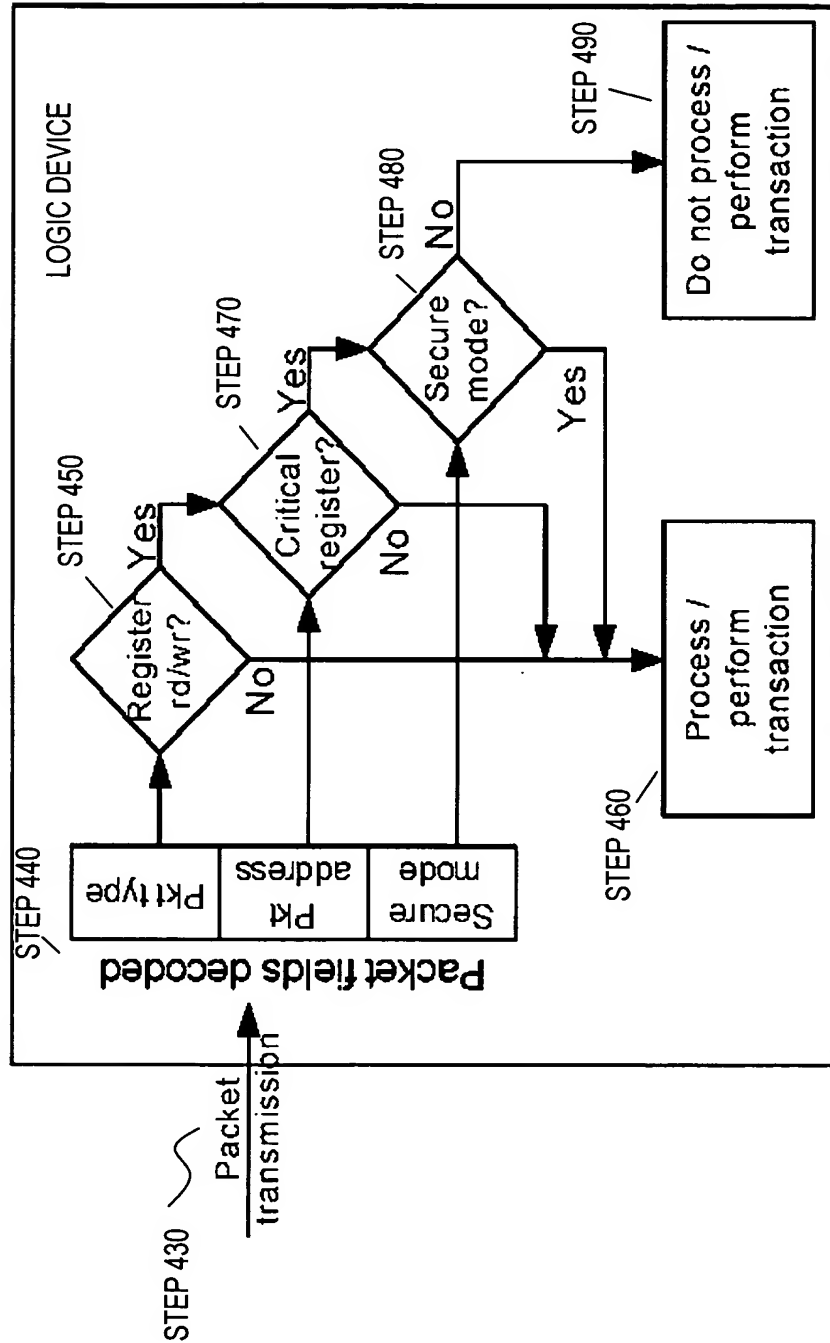 LOGIC DEVICE
STEP 430
Packet
transmission
STEP 440
Packet fields decoded
Pkt type
Pkt
address
Secure
mode
STEP 450
Register
rd/wr?
Yes
No
STEP 470
Critical
register?
Yes
No
STEP 480
Secure
mode?
No
Yes
STEP 460
Process /
perform
transaction
STEP 490
Do not process /
perform
transaction